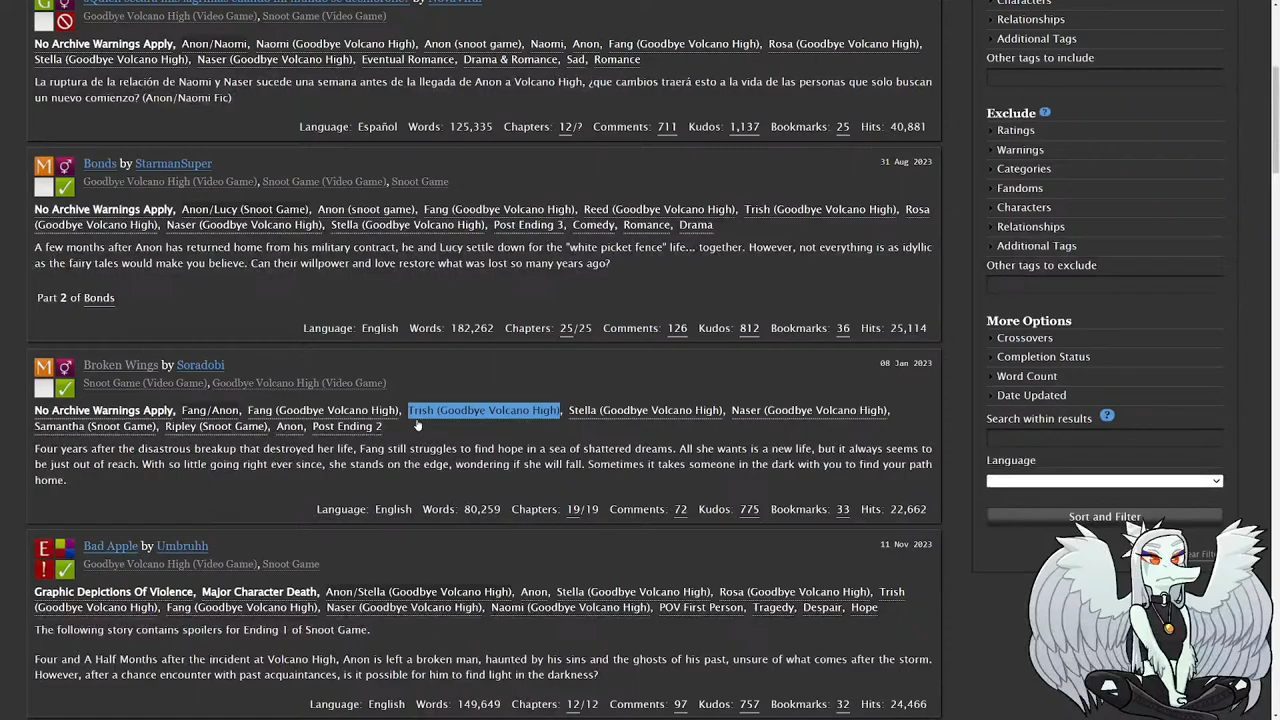 Goodbye Volcano High (Video Game), Snoot Game (Video Game)
No Archive Warnings Apply, Anon/Naomi, Naomi (Goodbye Volcano High), Anon (snoot game), Naomi, Anon, Fang (Goodbye Volcano High), Rosa (Goodbye Volcano High),
Stella (Goodbye Volcano High), Naser (Goodbye Volcano High), Eventual Romance, Drama & Romance, Sad, Romance
La ruptura de la relación de Naomi y Naser sucede una semana antes de la llegada de Anon a Volcano High, ¿que cambios traerá esto a la vida de las personas que solo buscan
un nuevo comienzo? (Anon/Naomi Fic)
Language: Español Words: 125,335 Chapters: 12/? Comments: 711 Kudos: 1,137 Bookmarks: 25 Hits: 40,881
Bonds by StarmanSuper
31 Aug 2023
Goodbye Volcano High (Video Game), Snoot Game (Video Game), Snoot Game
No Archive Warnings Apply, Anon/Lucy (Snoot Game), Anon (snoot game), Fang (Goodbye Volcano High), Reed (Goodbye Volcano High), Trish (Goodbye Volcano High), Rosa
(Goodbye Volcano High), Naser (Goodbye Volcano High), Stella (Goodbye Volcano High), Post Ending 3, Comedy, Romance, Drama
A few months after Anon has returned home from his military contract, he and Lucy settle down for the "white picket fence" life... together. However, not everything is as idyllic
as the fairy tales would make you believe. Can their willpower and love restore what was lost so many years ago?
Part 2 of Bonds
Language: English Words: 182,262 Chapters: 25/25 Comments: 126 Kudos: 812 Bookmarks: 36 Hits: 25,114
Broken Wings by Soradobi
08 Jan 2023
Snoot Game (Video Game), Goodbye Volcano High (Video Game)
No Archive Warnings Apply, Fang/Anon, Fang (Goodbye Volcano High), Trish (Goodbye Volcano High), Stella (Goodbye Volcano High), Naser (Goodbye Volcano High),
Samantha (Snoot Game), Ripley (Snoot Game), Anon, Post Ending 2
Four years after the disastrous breakup that destroyed her life, Fang still struggles to find hope in a sea of shattered dreams. All she wants is a new life, but it always seems to
be just out of reach. With so little going right ever since, she stands on the edge, wondering if she will fall. Sometimes it takes someone in the dark with you to find your path
home.
Language: English Words: 80,259 Chapters: 19/19 Comments: 72 Kudos: 775 Bookmarks: 33 Hits: 22,662
Bad Apple by Umbruhh
11 Nov 2023
Goodbye Volcano High (Video Game), Snoot Game
Graphic Depictions Of Violence, Major Character Death, Anon/Stella (Goodbye Volcano High), Anon, Stella (Goodbye Volcano High), Rosa (Goodbye Volcano High), Trish
(Goodbye Volcano High), Fang (Goodbye Volcano High), Naser (Goodbye Volcano High), Naomi (Goodbye Volcano High), POV First Person, Tragedy, Despair, Hope
The following story contains spoilers for Ending 1 of Snoot Game.
Four and A Half Months after the incident at Volcano High, Anon is left a broken man, haunted by his sins and the ghosts of his past, unsure of what comes after the storm.
However, after a chance encounter with past acquaintances, is it possible for him to find light in the darkness?
Language: English Words: 149,649 Chapters: 12/12 Comments: 97 Kudos: 757 Bookmarks: 32 Hits: 24,466
Relationships
Additional Tags
Other tags to include
Exclude ?
Ratings
Warnings
Categories
Fandoms
Characters
Relationships
Additional Tags
Other tags to exclude
More Options
Crossovers
Completion Status
Word Count
Date Updated
Search within results ?
Language
Sort and Filter